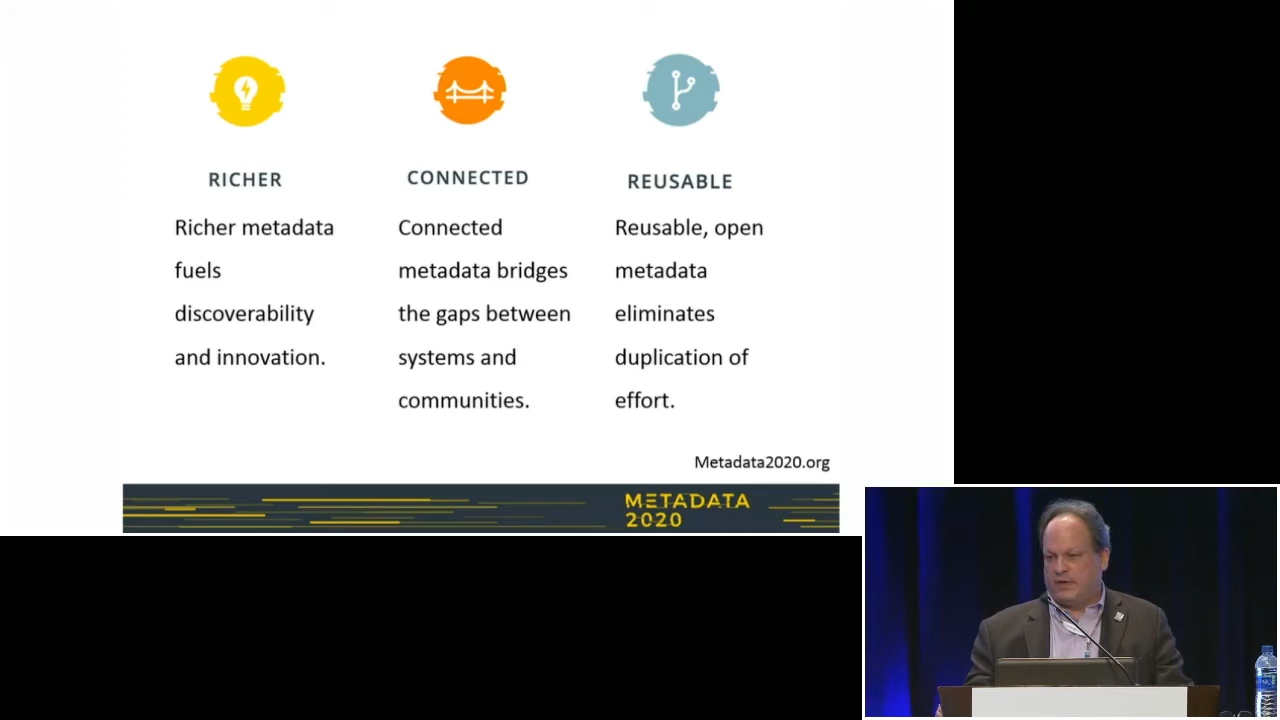 RICHER
Richer metadata
fuels
discoverability
and innovation.
CONNECTED
Connected
metadata bridges
the gaps between
systems and
communities.
REUSABLE
Reusable, open
metadata
eliminates
duplication of
effort.
Metadata2020.org
METADATA
2020